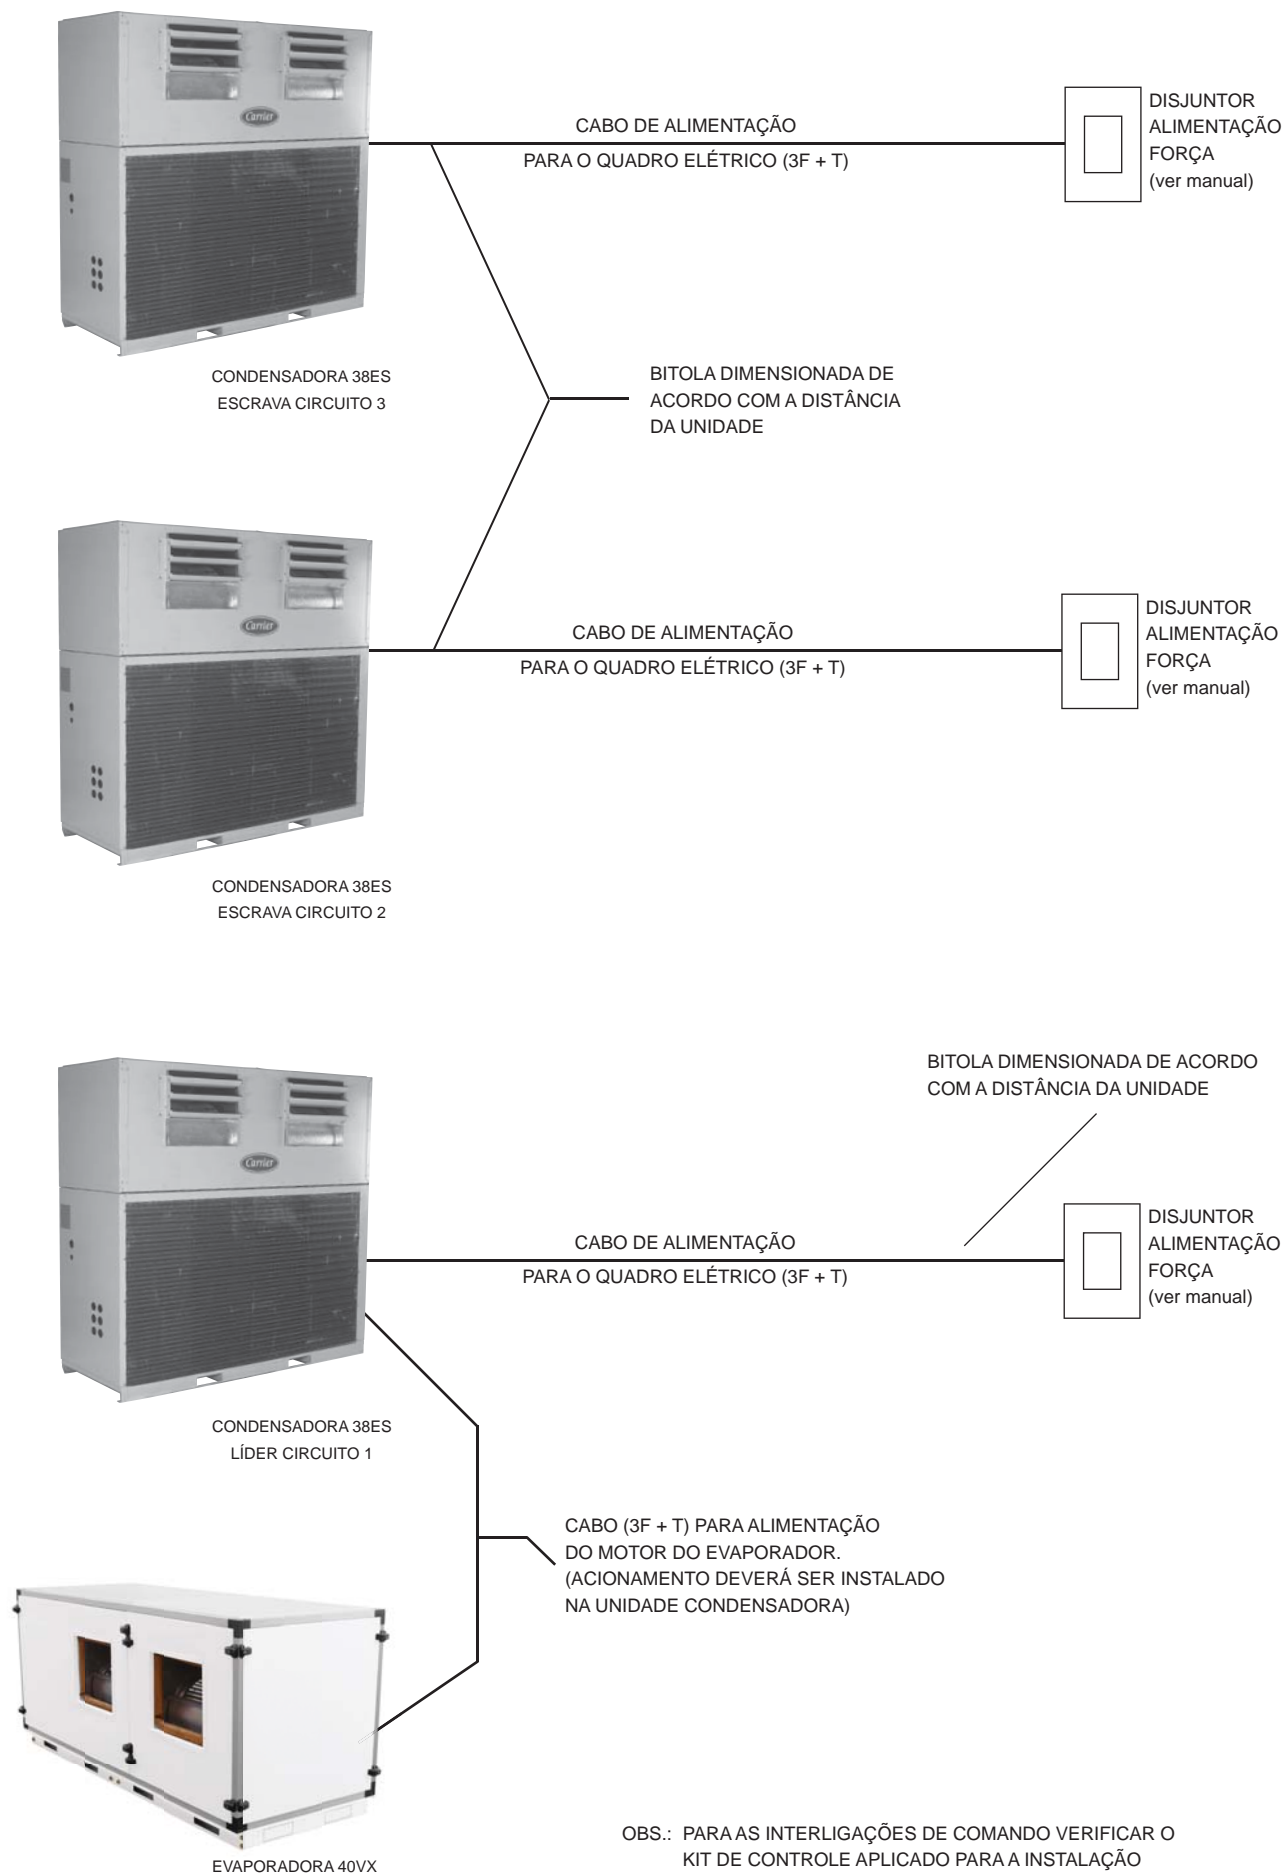 Carrier
CABO DE ALIMENTAÇÃO
PARA O QUADRO ELÉTRICO (3F + T)
DISJUNTOR
ALIMENTAÇÃO
FORÇA
(ver manual)
CONDENSADORA 38ES
ESCRAVA CIRCUITO 3
BITOLA DIMENSIONADA DE
ACORDO COM A DISTÂNCIA
DA UNIDADE
Carrier
CABO DE ALIMENTAÇÃO
PARA O QUADRO ELÉTRICO (3F + T)
DISJUNTOR
ALIMENTAÇÃO
FORÇA
(ver manual)
CONDENSADORA 38ES
ESCRAVA CIRCUITO 2
BITOLA DIMENSIONADA DE ACORDO
COM A DISTÂNCIA DA UNIDADE
Carrier
CABO DE ALIMENTAÇÃO
PARA O QUADRO ELÉTRICO (3F + T)
DISJUNTOR
ALIMENTAÇÃO
FORÇA
(ver manual)
CONDENSADORA 38ES
LÍDER CIRCUITO 1
CABO (3F + T) PARA ALIMENTAÇÃO
DO MOTOR DO EVAPORADOR.
(ACIONAMENTO DEVERÁ SER INSTALADO
NA UNIDADE CONDENSADORA)
EVAPORADORA 40VX
OBS.: PARA AS INTERLIGAÇÕES DE COMANDO VERIFICAR O
KIT DE CONTROLE APLICADO PARA A INSTALAÇÃO